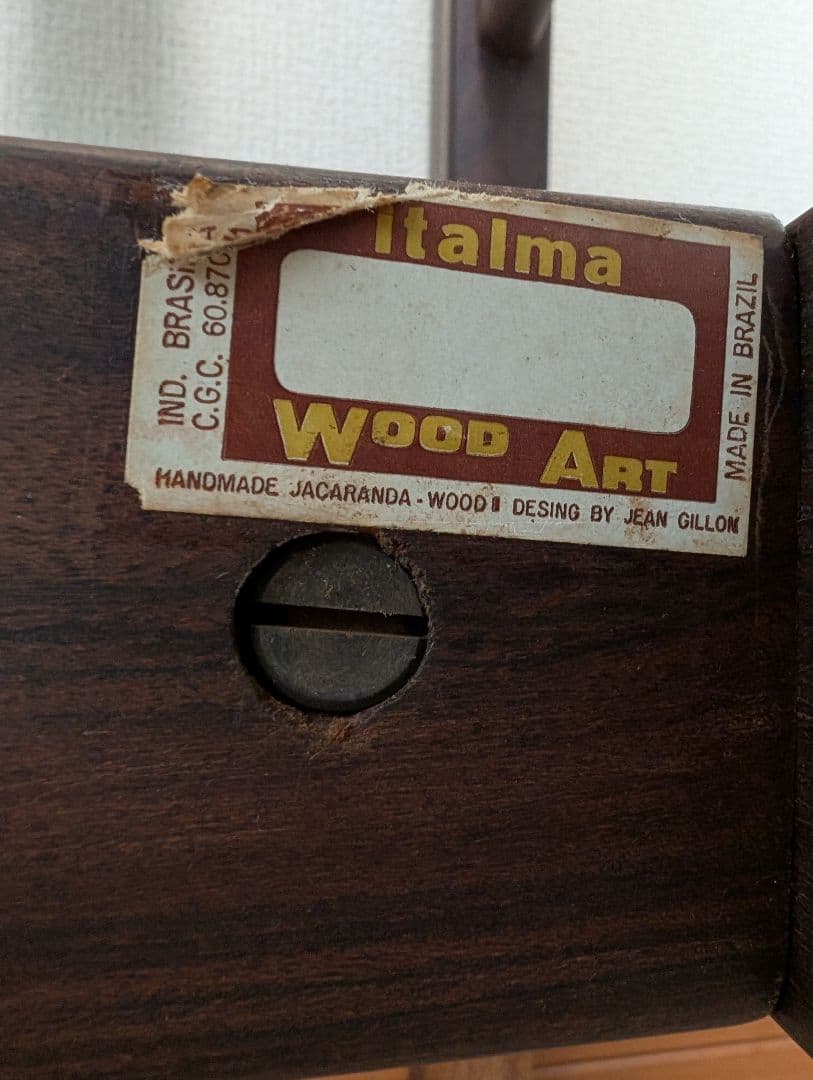 Italma
WOOD ART
HANDMADE JACARANDA - WOOD DESING BY JEAN GILLON
IND. BRASI
C.G.C. 60.870
MADE IN BRAZIL